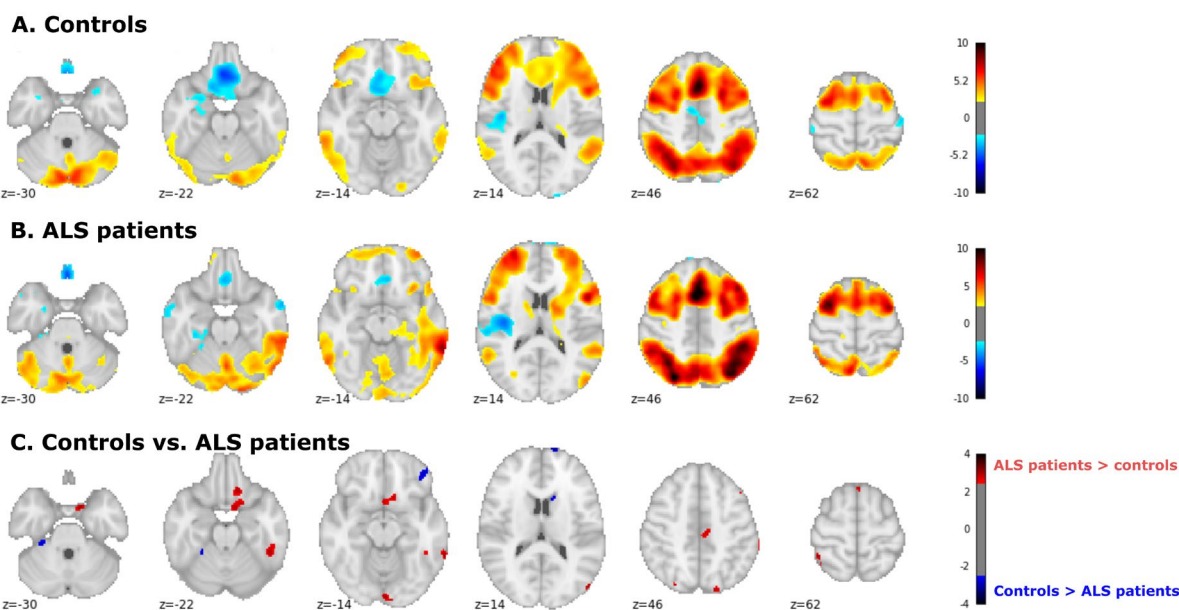 A. Controls
z=-30 z=-22 z=-14 z=14 z=46 z=62
10
5.2
0
-5.2
-10
B. ALS patients
z=-30 z=-22 z=-14 z=14 z=46 z=62
10
5
2
0
-2
-5
-10
C. Controls vs. ALS patients
z=-30 z=-22 z=-14 z=14 z=46 z=62
4
ALS patients > controls
2
0
-2
Controls > ALS patients
-4